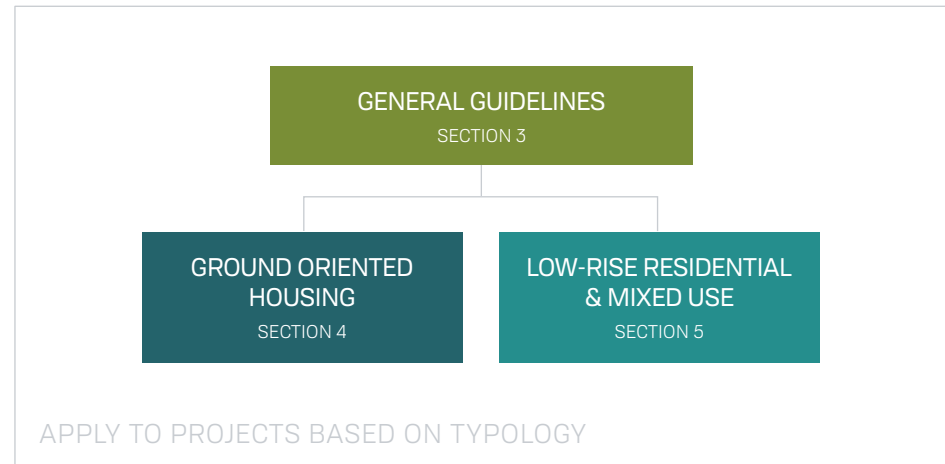 GENERAL GUIDELINES
SECTION 3
GROUND ORIENTED
HOUSING
SECTION 4
LOW-RISE RESIDENTIAL
& MIXED USE
SECTION 5
APPLY TO PROJECTS BASED ON TYPOLOGY